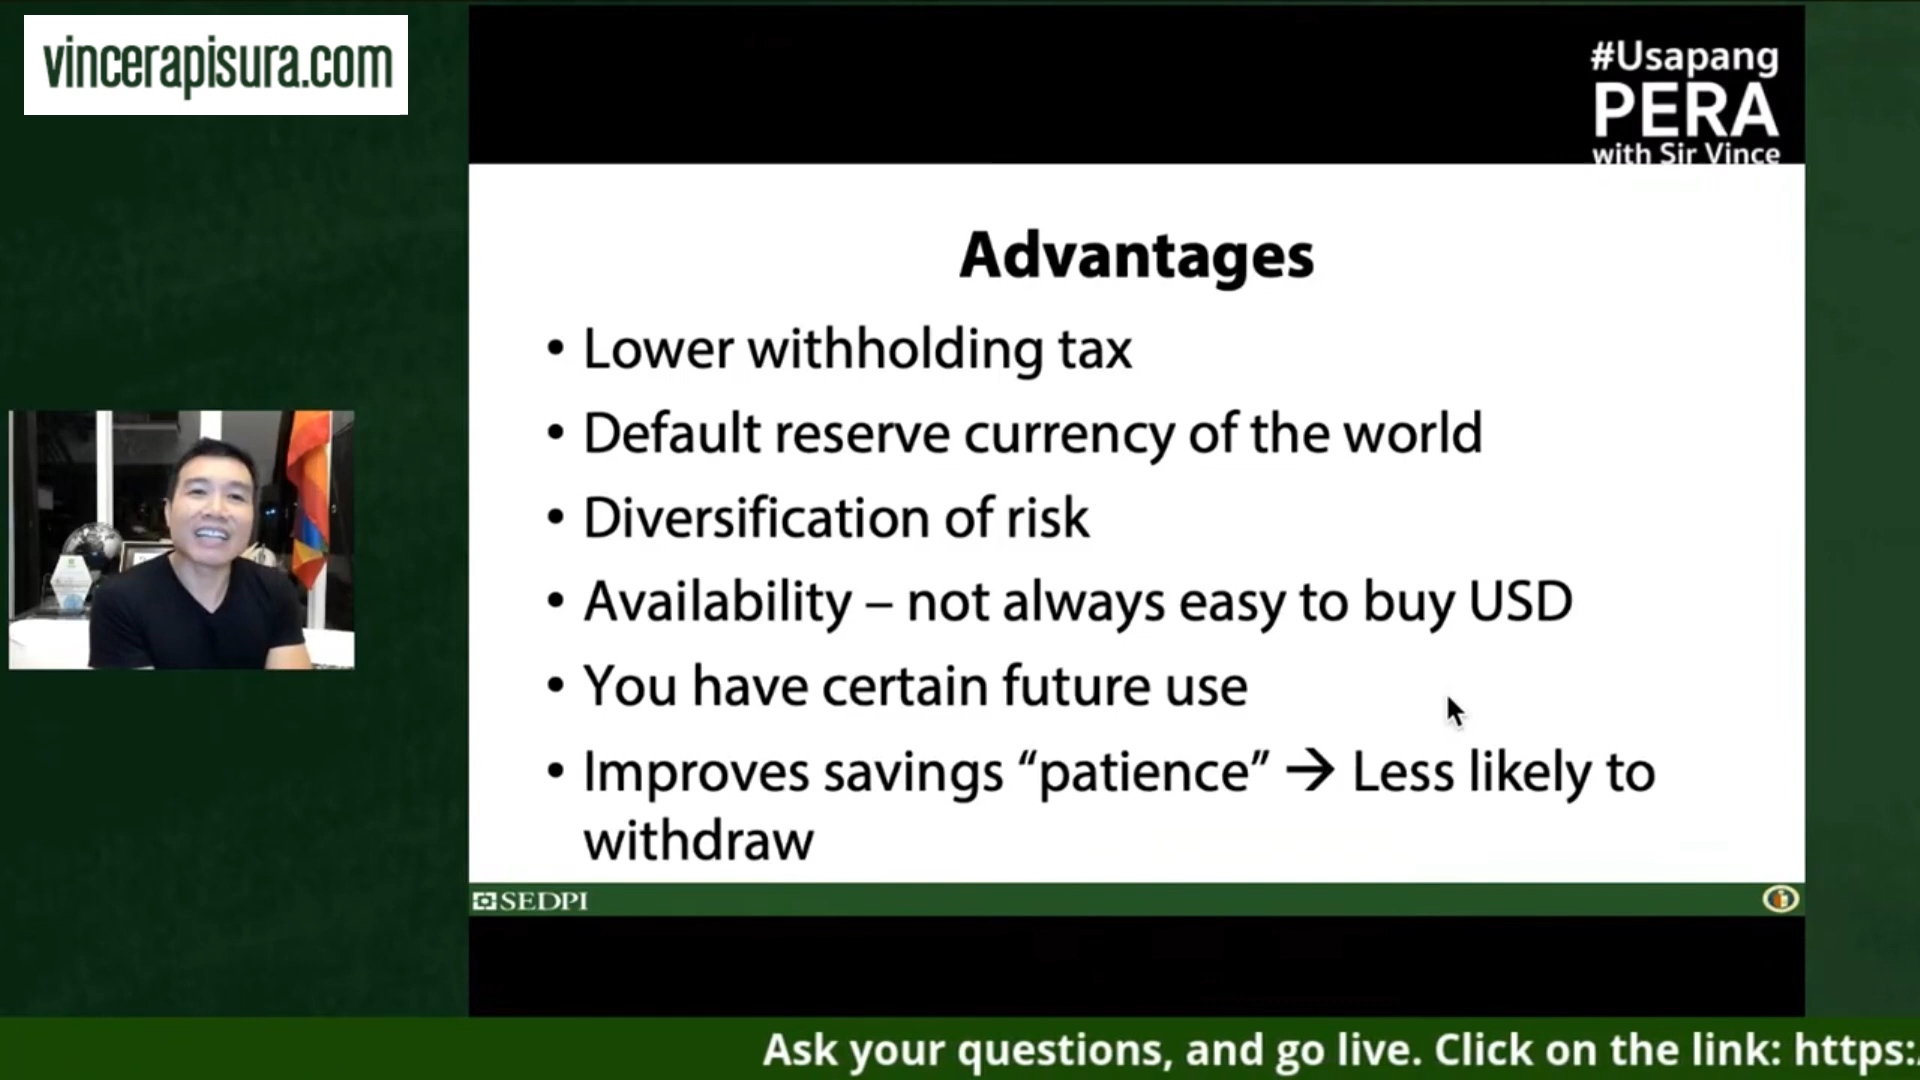 vincerapisura.com
#Usapang
PERA
with Sir Vince
Advantages
• Lower withholding tax
• Default reserve currency of the world
• Diversification of risk
• Availability – not always easy to buy USD
• You have certain future use
• Improves savings “patience” → Less likely to
withdraw
SEDPI
Ask your questions, and go live. Click on the link: https: